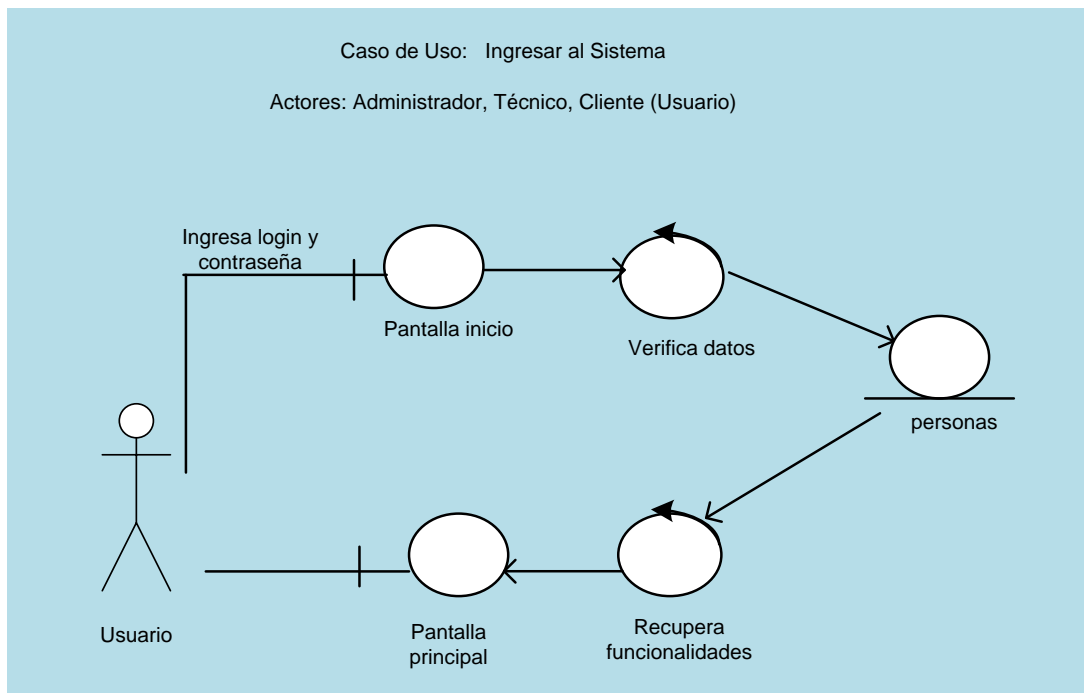 Caso de Uso: Ingresar al Sistema
Actores: Administrador, Técnico, Cliente (Usuario)
Ingresa login y
contraseña
Pantalla inicio
Verifica datos
personas
Usuario
Pantalla
principal
Recupera
funcionalidades